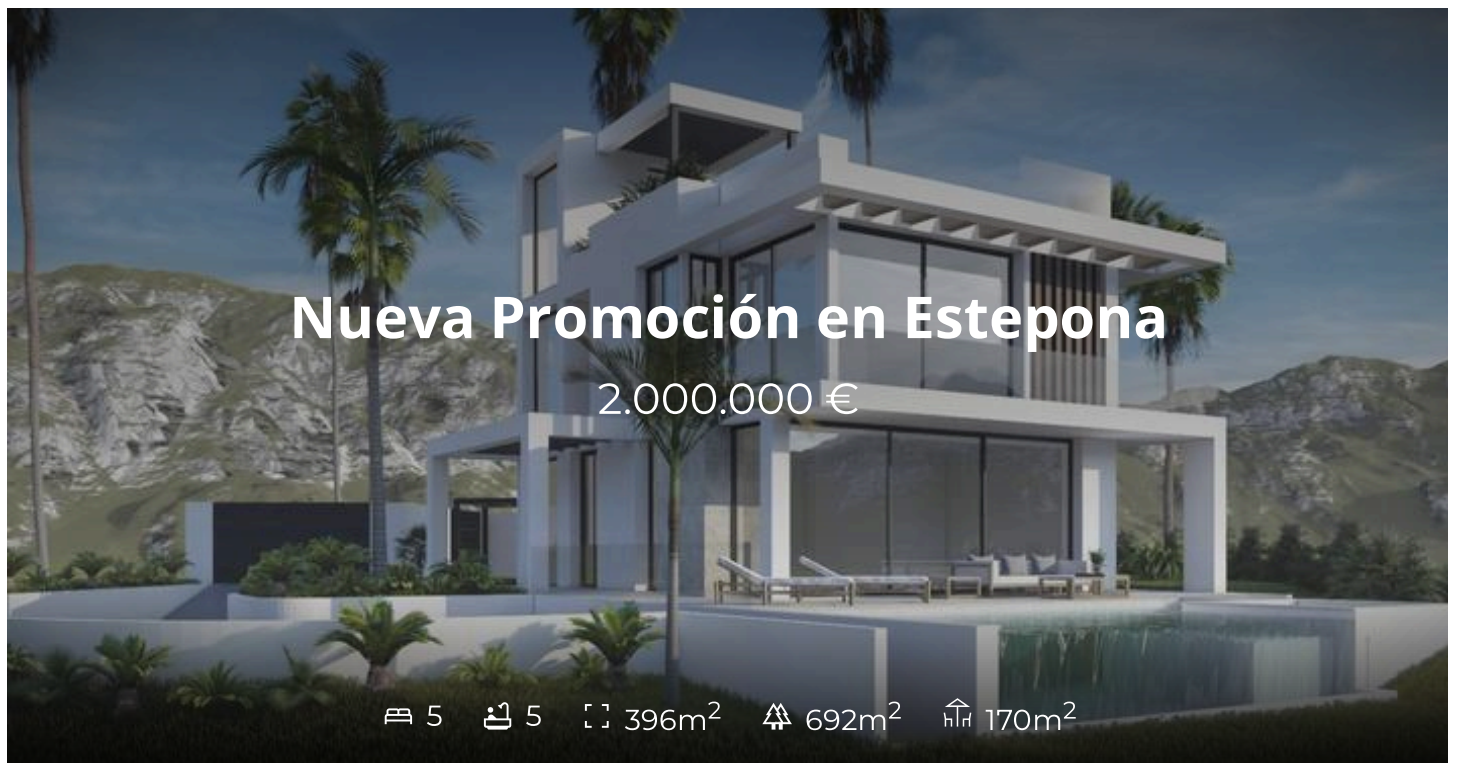 Nueva Promoción en Estepona
2.000.000 €
5 5 396m² 692m² 170m²